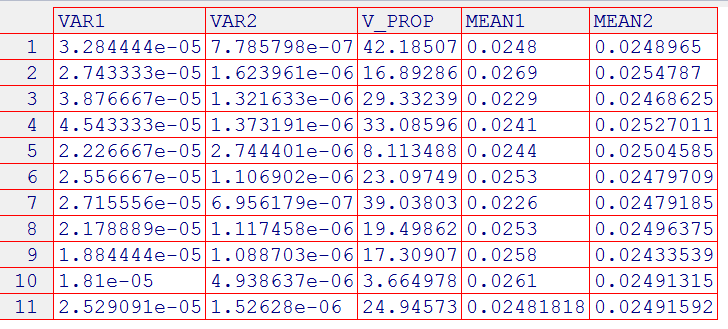 VAR1 VAR2 V_PROP MEAN1 MEAN2
1 3.284444e-05 7.785798e-07 42.18507 0.0248 0.0248965
2 2.743333e-05 1.623961e-06 16.89286 0.0269 0.0254787
3 3.876667e-05 1.321633e-06 29.33239 0.0229 0.02468625
4 4.543333e-05 1.373191e-06 33.08596 0.0241 0.02527011
5 2.226667e-05 2.744401e-06 8.113488 0.0244 0.02504585
6 2.556667e-05 1.106902e-06 23.09749 0.0253 0.02479709
7 2.715556e-05 6.956179e-07 39.03803 0.0226 0.02479185
8 2.178889e-05 1.117458e-06 19.49862 0.0253 0.02496375
9 1.884444e-05 1.088703e-06 17.30907 0.0258 0.02433539
10 1.81e-05 4.938637e-06 3.664978 0.0261 0.02491315
11 2.529091e-05 1.52628e-06 24.94573 0.02481818 0.02491592